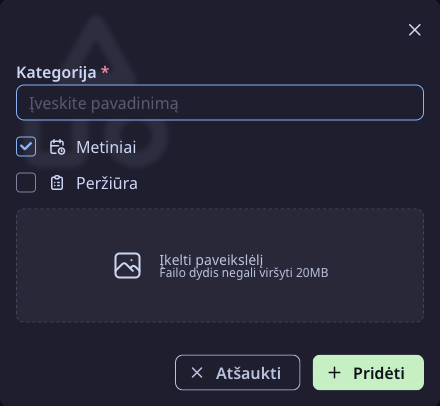 Kategorija *
Įveskite pavadinimą
Metiniai
Peržiūra
Įkelti paveikslėlį
Failo dydis negali viršyti 20MB
Atšaukti
Pridėti